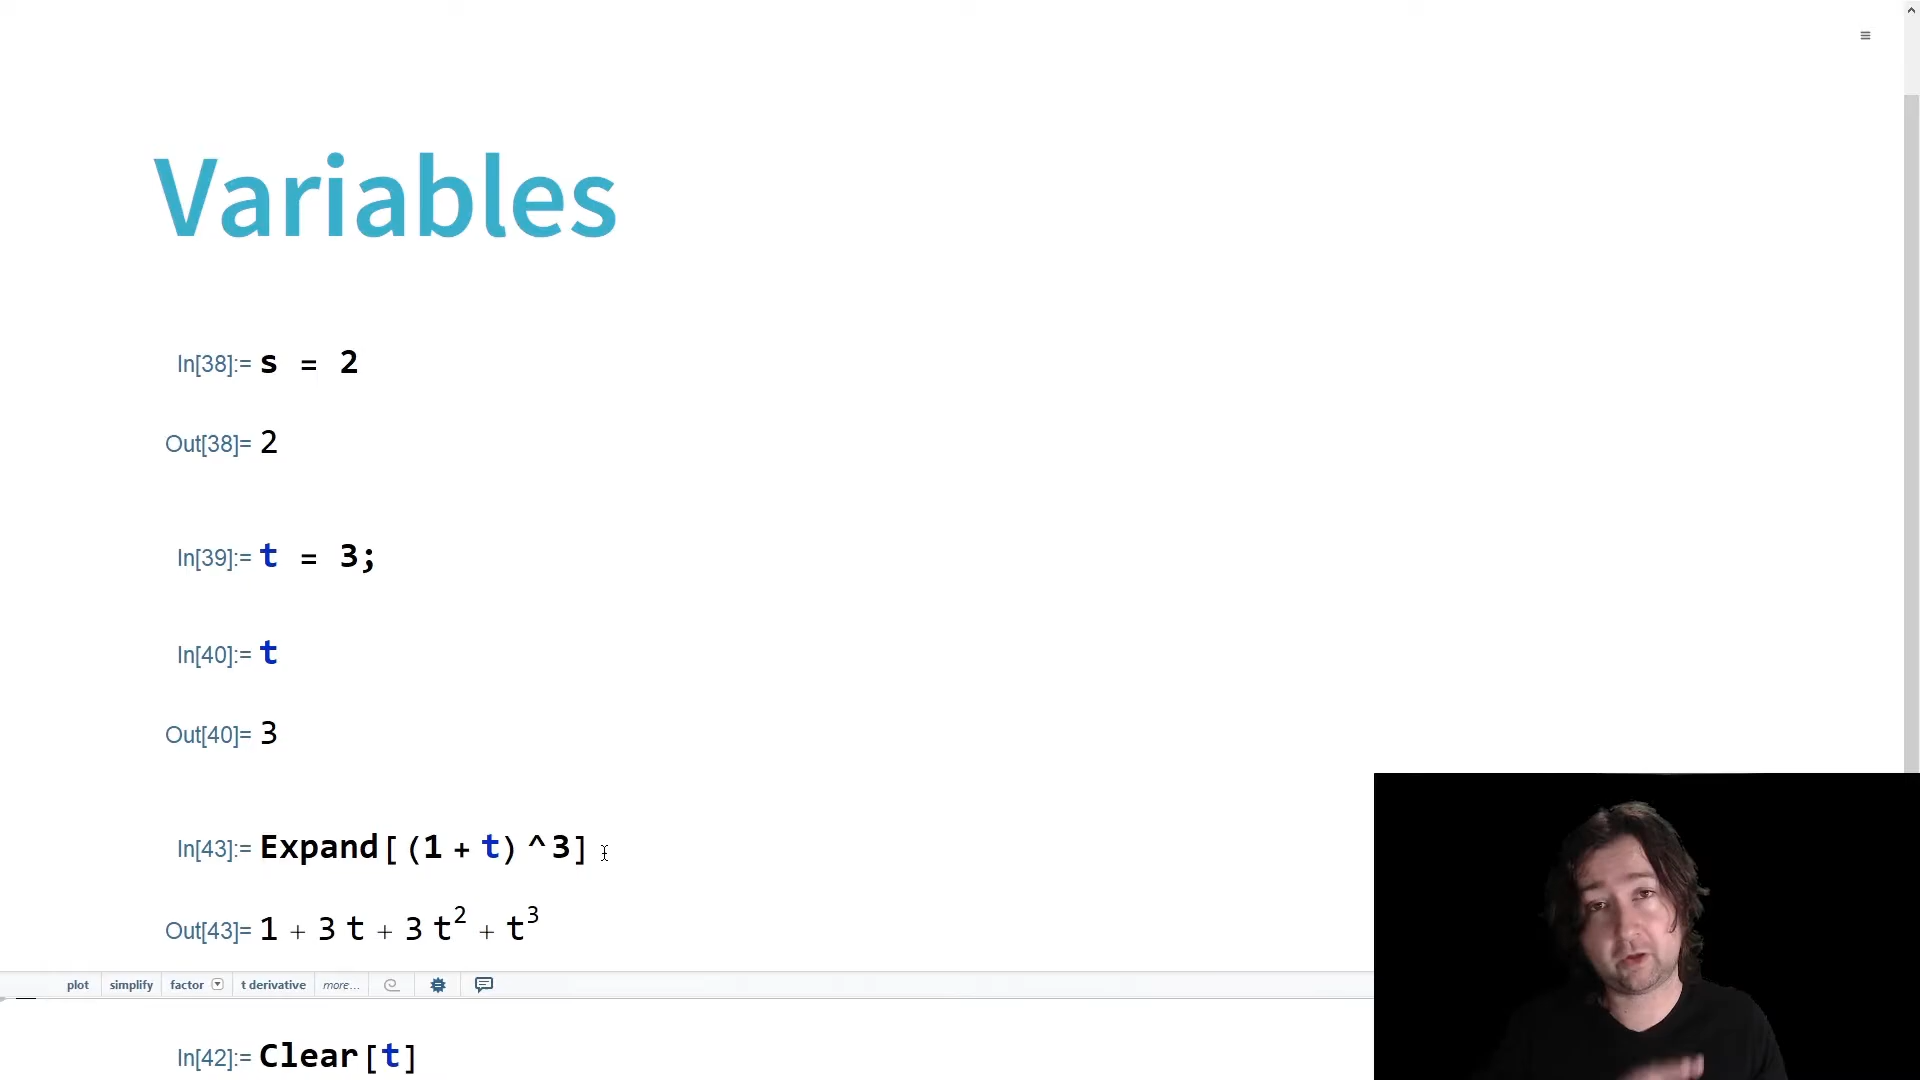 Variables
In[38]:= s = 2
Out[38]= 2
In[39]:= t = 3;
In[40]:= t
Out[40]= 3
In[43]:= Expand[(1 + t)^3]
Out[43]= 1 + 3 t + 3 t² + t³
plot simplify factor t derivative more...
In[42]:= Clear[t]